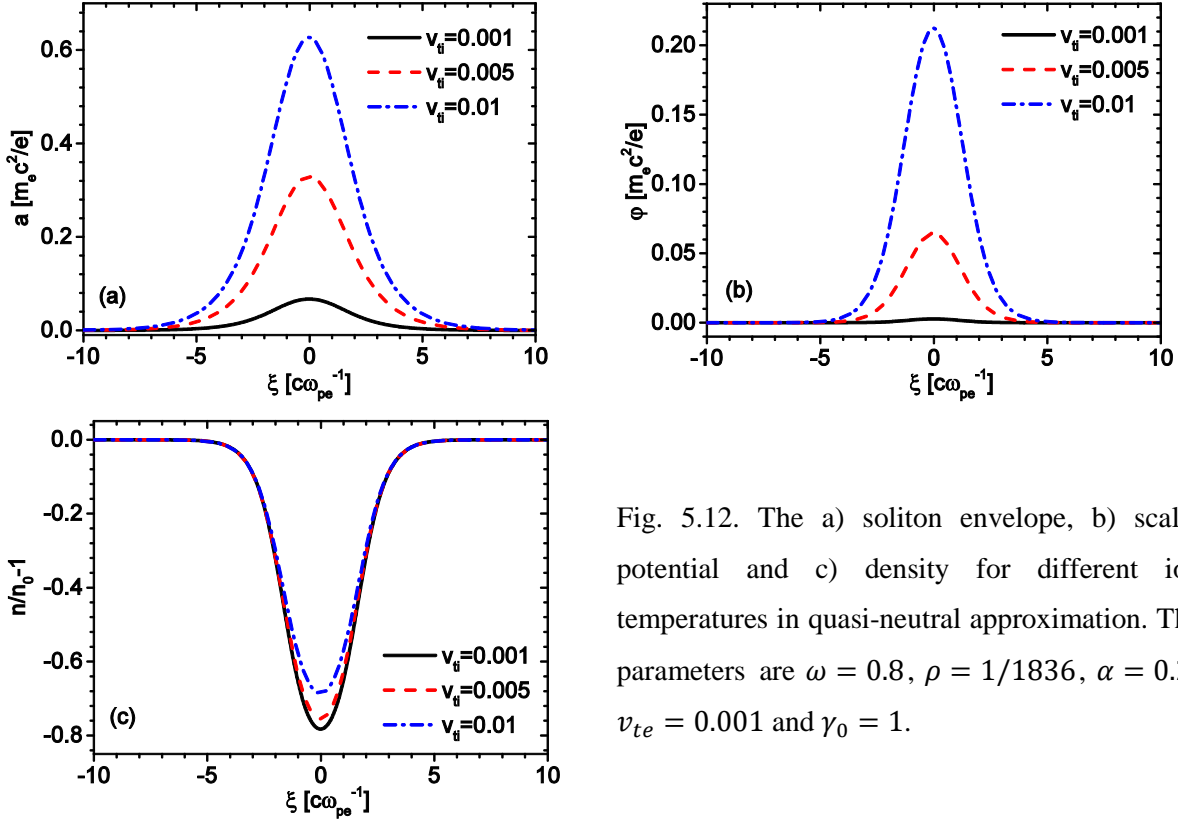 0.6
0.4
0.2
0.0
a [mₑc²/e]
v_ti=0.001
v_ti=0.005
v_ti=0.01
(a)
-10 -5 0 5 10
ξ [cω_pe⁻¹]
0.20
0.15
0.10
0.05
0.00
φ [mₑc²/e]
v_ti=0.001
v_ti=0.005
v_ti=0.01
(b)
-10 -5 0 5 10
ξ [cω_pe⁻¹]
0.0
-0.2
-0.4
-0.6
-0.8
n/n₀-1
v_ti=0.001
v_ti=0.005
v_ti=0.01
(c)
-10 -5 0 5 10
ξ [cω_pe⁻¹]
Fig. 5.12. The a) soliton envelope, b)
potential and c) density for different
temperatures in quasi-neutral approximation.
parameters are ω = 0.8, ρ = 1/1836, α =
v_te = 0.001 and γ₀ = 1.